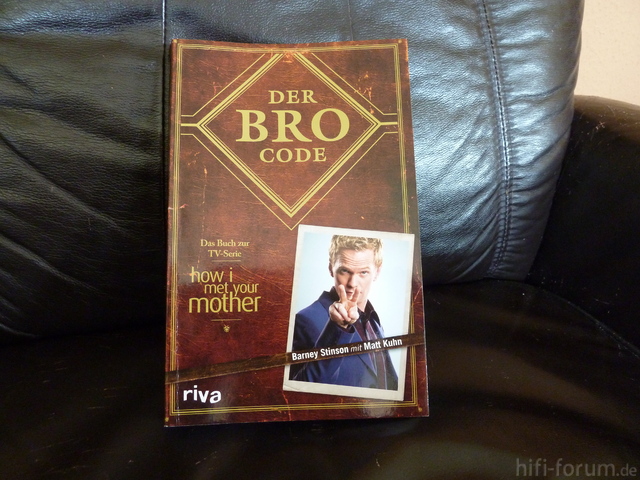 DER
BRO
CODE
Das Buch zur
TV-Serie
how i
met your
mother
Barney Stinson mit Matt Kuhn
riva
hifi-forum.de